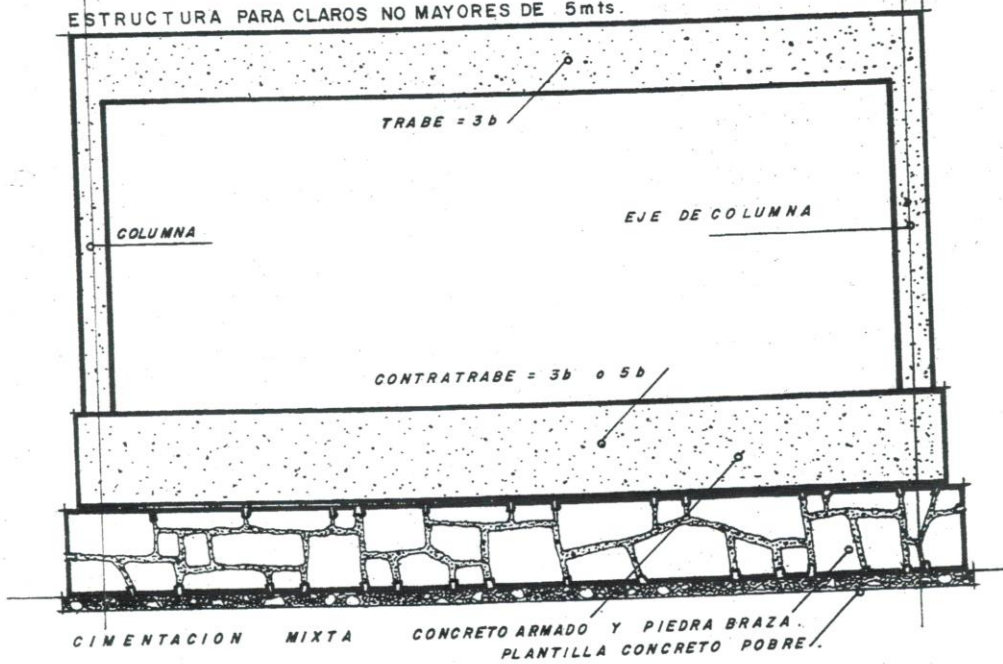 ESTRUCTURA PARA CLAROS NO MAYORES DE 5mts.
TRABE = 3b
COLUMNA
EJE DE COLUMNA
CONTRATRABE = 3b o 5b
CIMENTACION MIXTA
CONCRETO ARMADO Y PIEDRA BRAZA.
PLANTILLA CONCRETO POBRE.